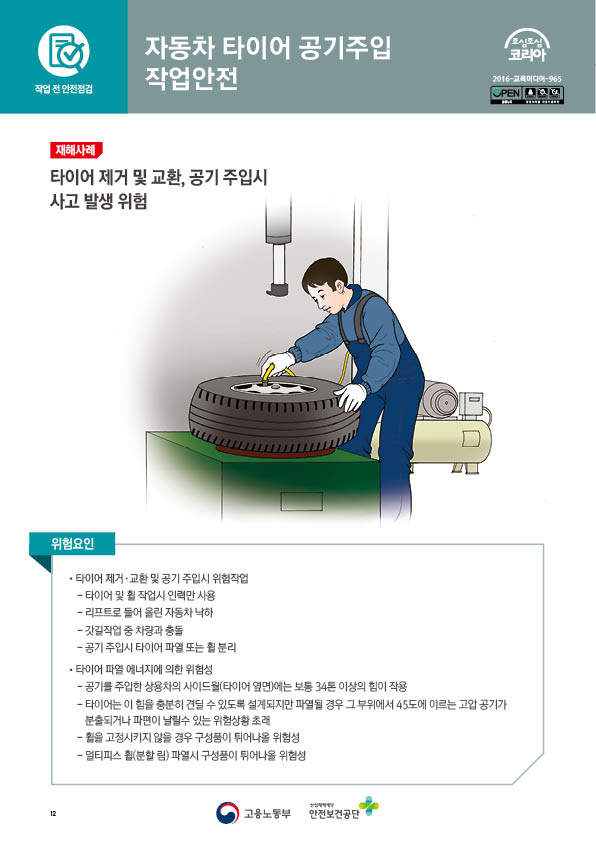 작업 전 안전점검
자동차 타이어 공기주입
작업안전
조심조심
코리아
2016-교육미디어-965
OPEN
재해사례
타이어 제거 및 교환, 공기 주입시
사고 발생 위험
위험요인
• 타이어 제거·교환 및 공기 주입시 위험작업
- 타이어 및 휠 작업시 인력만 사용
- 리프트로 들어 올린 자동차 낙하
- 갓길작업 중 차량과 충돌
- 공기 주입시 타이어 파열 또는 휠 분리
• 타이어 파열 에너지에 의한 위험성
- 공기를 주입한 상용차의 사이드월(타이어 옆면)에는 보통 34톤 이상의 힘이 작용
- 타이어는 이 힘을 충분히 견딜 수 있도록 설계되지만 파열될 경우 그 부위에서 45도에 이르는 고압 공기가
분출되거나 파편이 날릴수 있는 위험상황 초래
- 휠을 고정시키지 않을 경우 구성품이 튀어나올 위험성
- 멀티피스 휠(분할 림) 파열시 구성품이 튀어나올 위험성
12
고용노동부
산업재해예방
안전보건공단